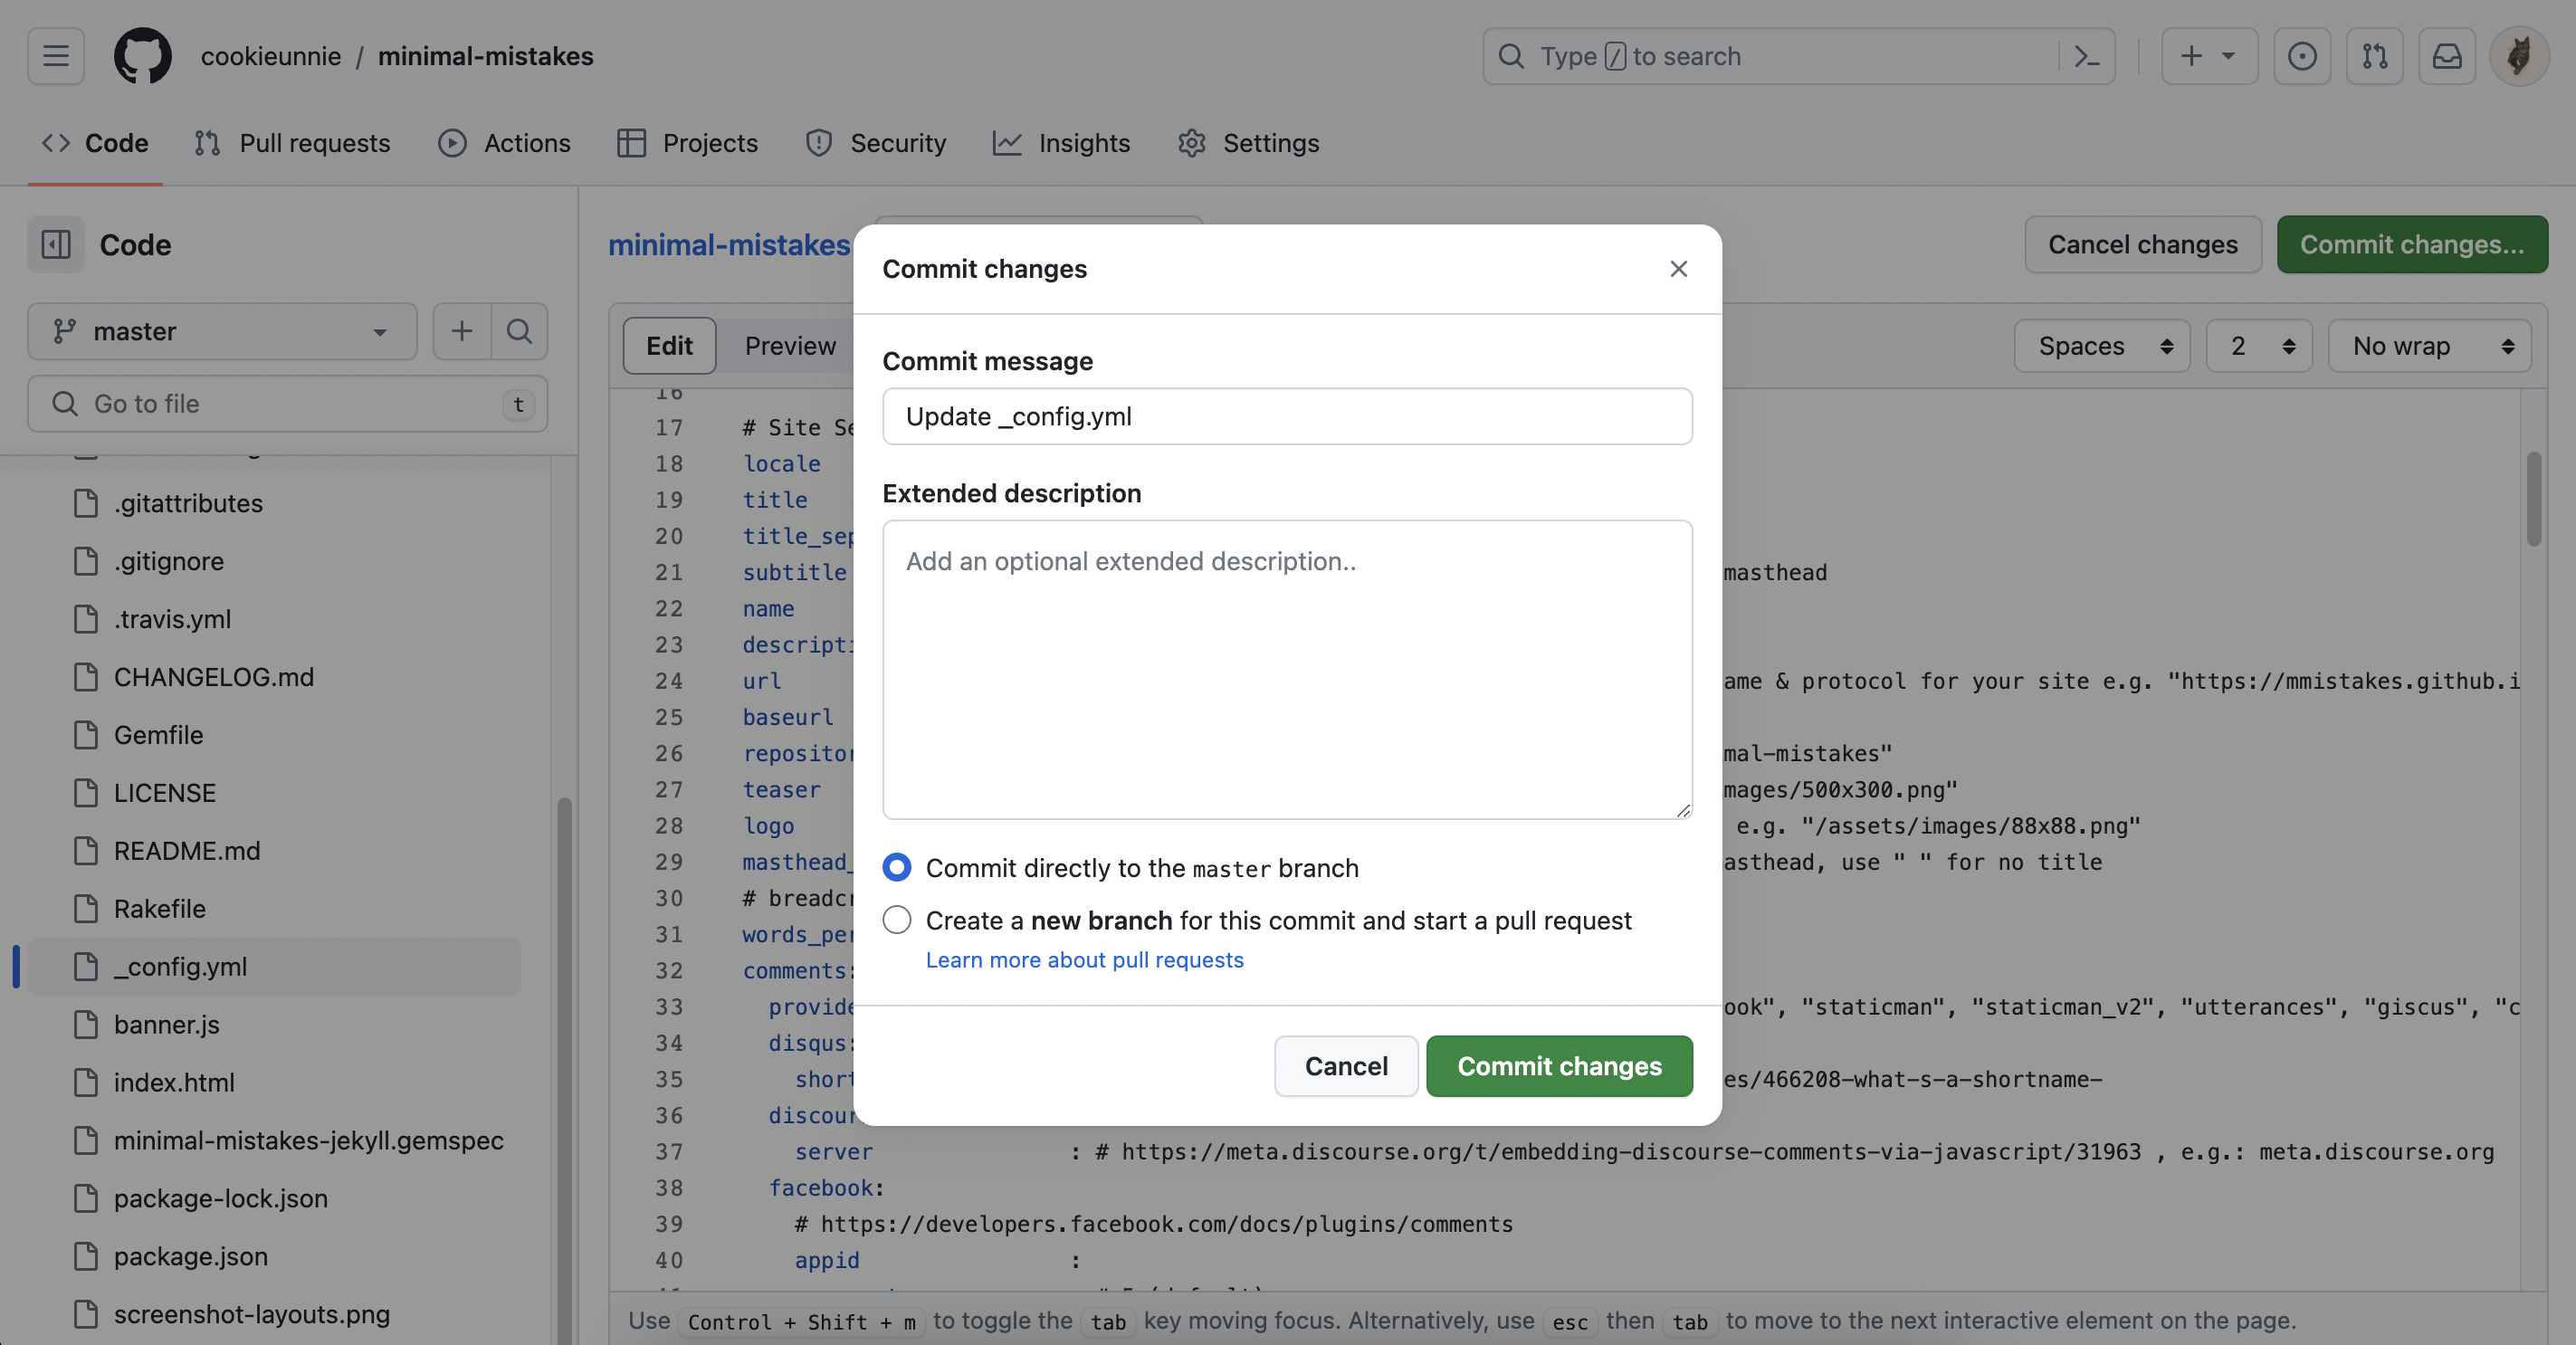 cookieunnie / minimal-mistakes
Type / to search
Code
Pull requests
Actions
Projects
Security
Insights
Settings
Code
master
Go to file
t
.gitattributes
.gitignore
.travis.yml
CHANGELOG.md
Gemfile
LICENSE
README.md
Rakefile
_config.yml
banner.js
index.html
minimal-mistakes-jekyll.gemspec
package-lock.json
package.json
screenshot-layouts.png
minimal-mistakes
Cancel changes
Commit changes...
Edit
Preview
Spaces
2
No wrap
16
17 # Site Se
18 locale
19 title
20 title_sep
21 subtitle masthead
22 name
23 descripti
24 url ame & protocol for your site e.g. "https://mmistakes.github.i
25 baseurl
26 repositor mal-mistakes"
27 teaser mages/500x300.png"
28 logo e.g. "/assets/images/88x88.png"
29 masthead_ asthead, use " " for no title
30 # breadcr
31 words_per
32 comments:
33 provide ook", "staticman", "staticman_v2", "utterances", "giscus", "c
34 disqus:
35 short es/466208-what-s-a-shortname-
36 discour
37 server : # https://meta.discourse.org/t/embedding-discourse-comments-via-javascript/31963 , e.g.: meta.discourse.org
38 facebook:
39 # https://developers.facebook.com/docs/plugins/comments
40 appid :
Use Control + Shift + m to toggle the tab key moving focus. Alternatively, use esc then tab to move to the next interactive element on the page.
Commit changes
Commit message
Update _config.yml
Extended description
Add an optional extended description..
Commit directly to the master branch
Create a new branch for this commit and start a pull request
Learn more about pull requests
Cancel
Commit changes